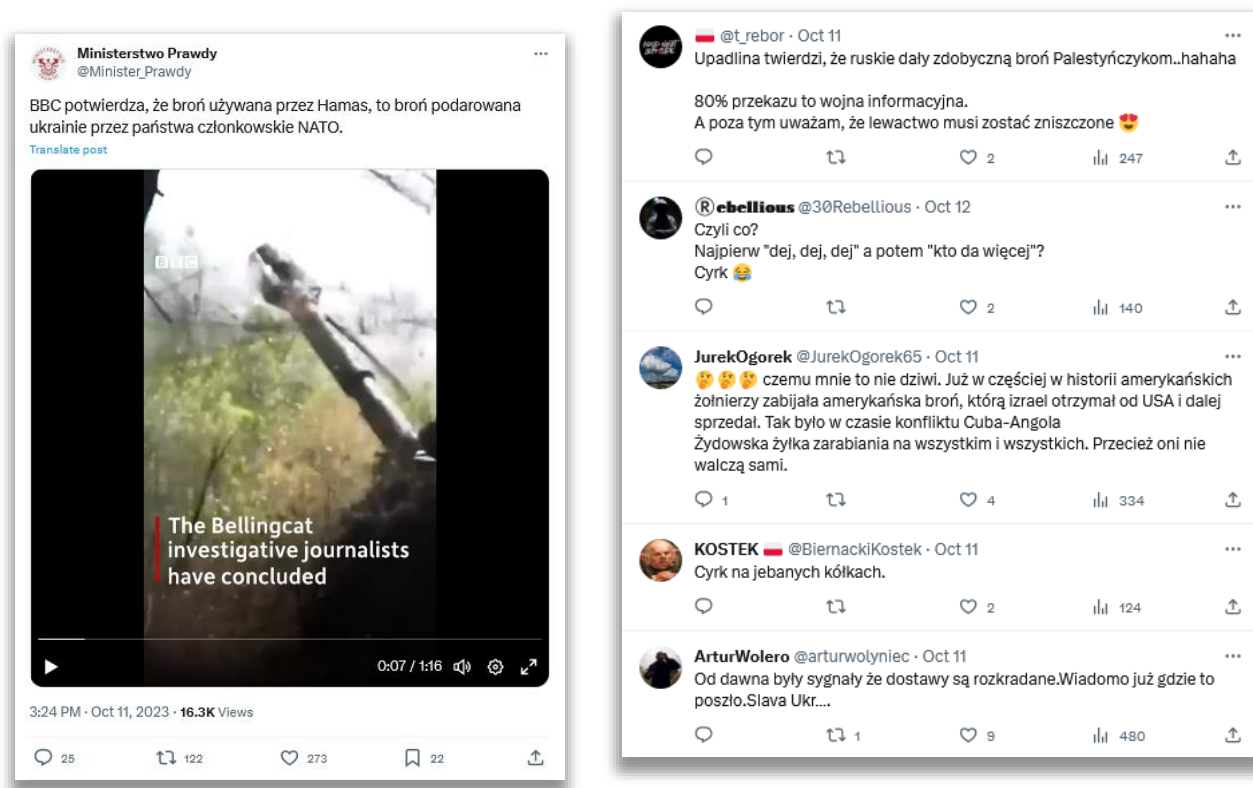 Ministerstwo Prawdy
@Minister_Prawdy
BBC potwierdza, że broń używana przez Hamas, to broń podarowana
ukrainie przez państwa członkowskie NATO.
Translate post
BBC
The Bellingcat
investigative journalists
have concluded
0:07 / 1:16
3:24 PM · Oct 11, 2023 · 16.3K Views
25 122 273 22
@t_rebor · Oct 11
Upadlina twierdzi, że ruskie dały zdobyczną broń Palestyńczykom..hahaha
80% przekazu to wojna informacyjna.
A poza tym uważam, że lewactwo musi zostać zniszczone 😍
2 247
Ⓡebellious @30Rebellious · Oct 12
Czyli co?
Najpierw "dej, dej, dej" a potem "kto da więcej"?
Cyrk 😂
2 140
JurekOgorek @JurekOgorek65 · Oct 11
🤔🤔🤔 czemu mnie to nie dziwi. Już w częściej w historii amerykańskich
żołnierzy zabijała amerykańska broń, którą izrael otrzymał od USA i dalej
sprzedał. Tak było w czasie konfliktu Cuba-Angola
Żydowska żyłka zarabiania na wszystkim i wszystkich. Przecież oni nie
walczą sami.
1 4 334
KOSTEK 🇵🇱 @BiernackiKostek · Oct 11
Cyrk na jebanych kółkach.
2 124
ArturWolero @arturwolyniec · Oct 11
Od dawna były sygnały że dostawy są rozkradane.Wiadomo już gdzie to
poszło.Slava Ukr....
1 9 480